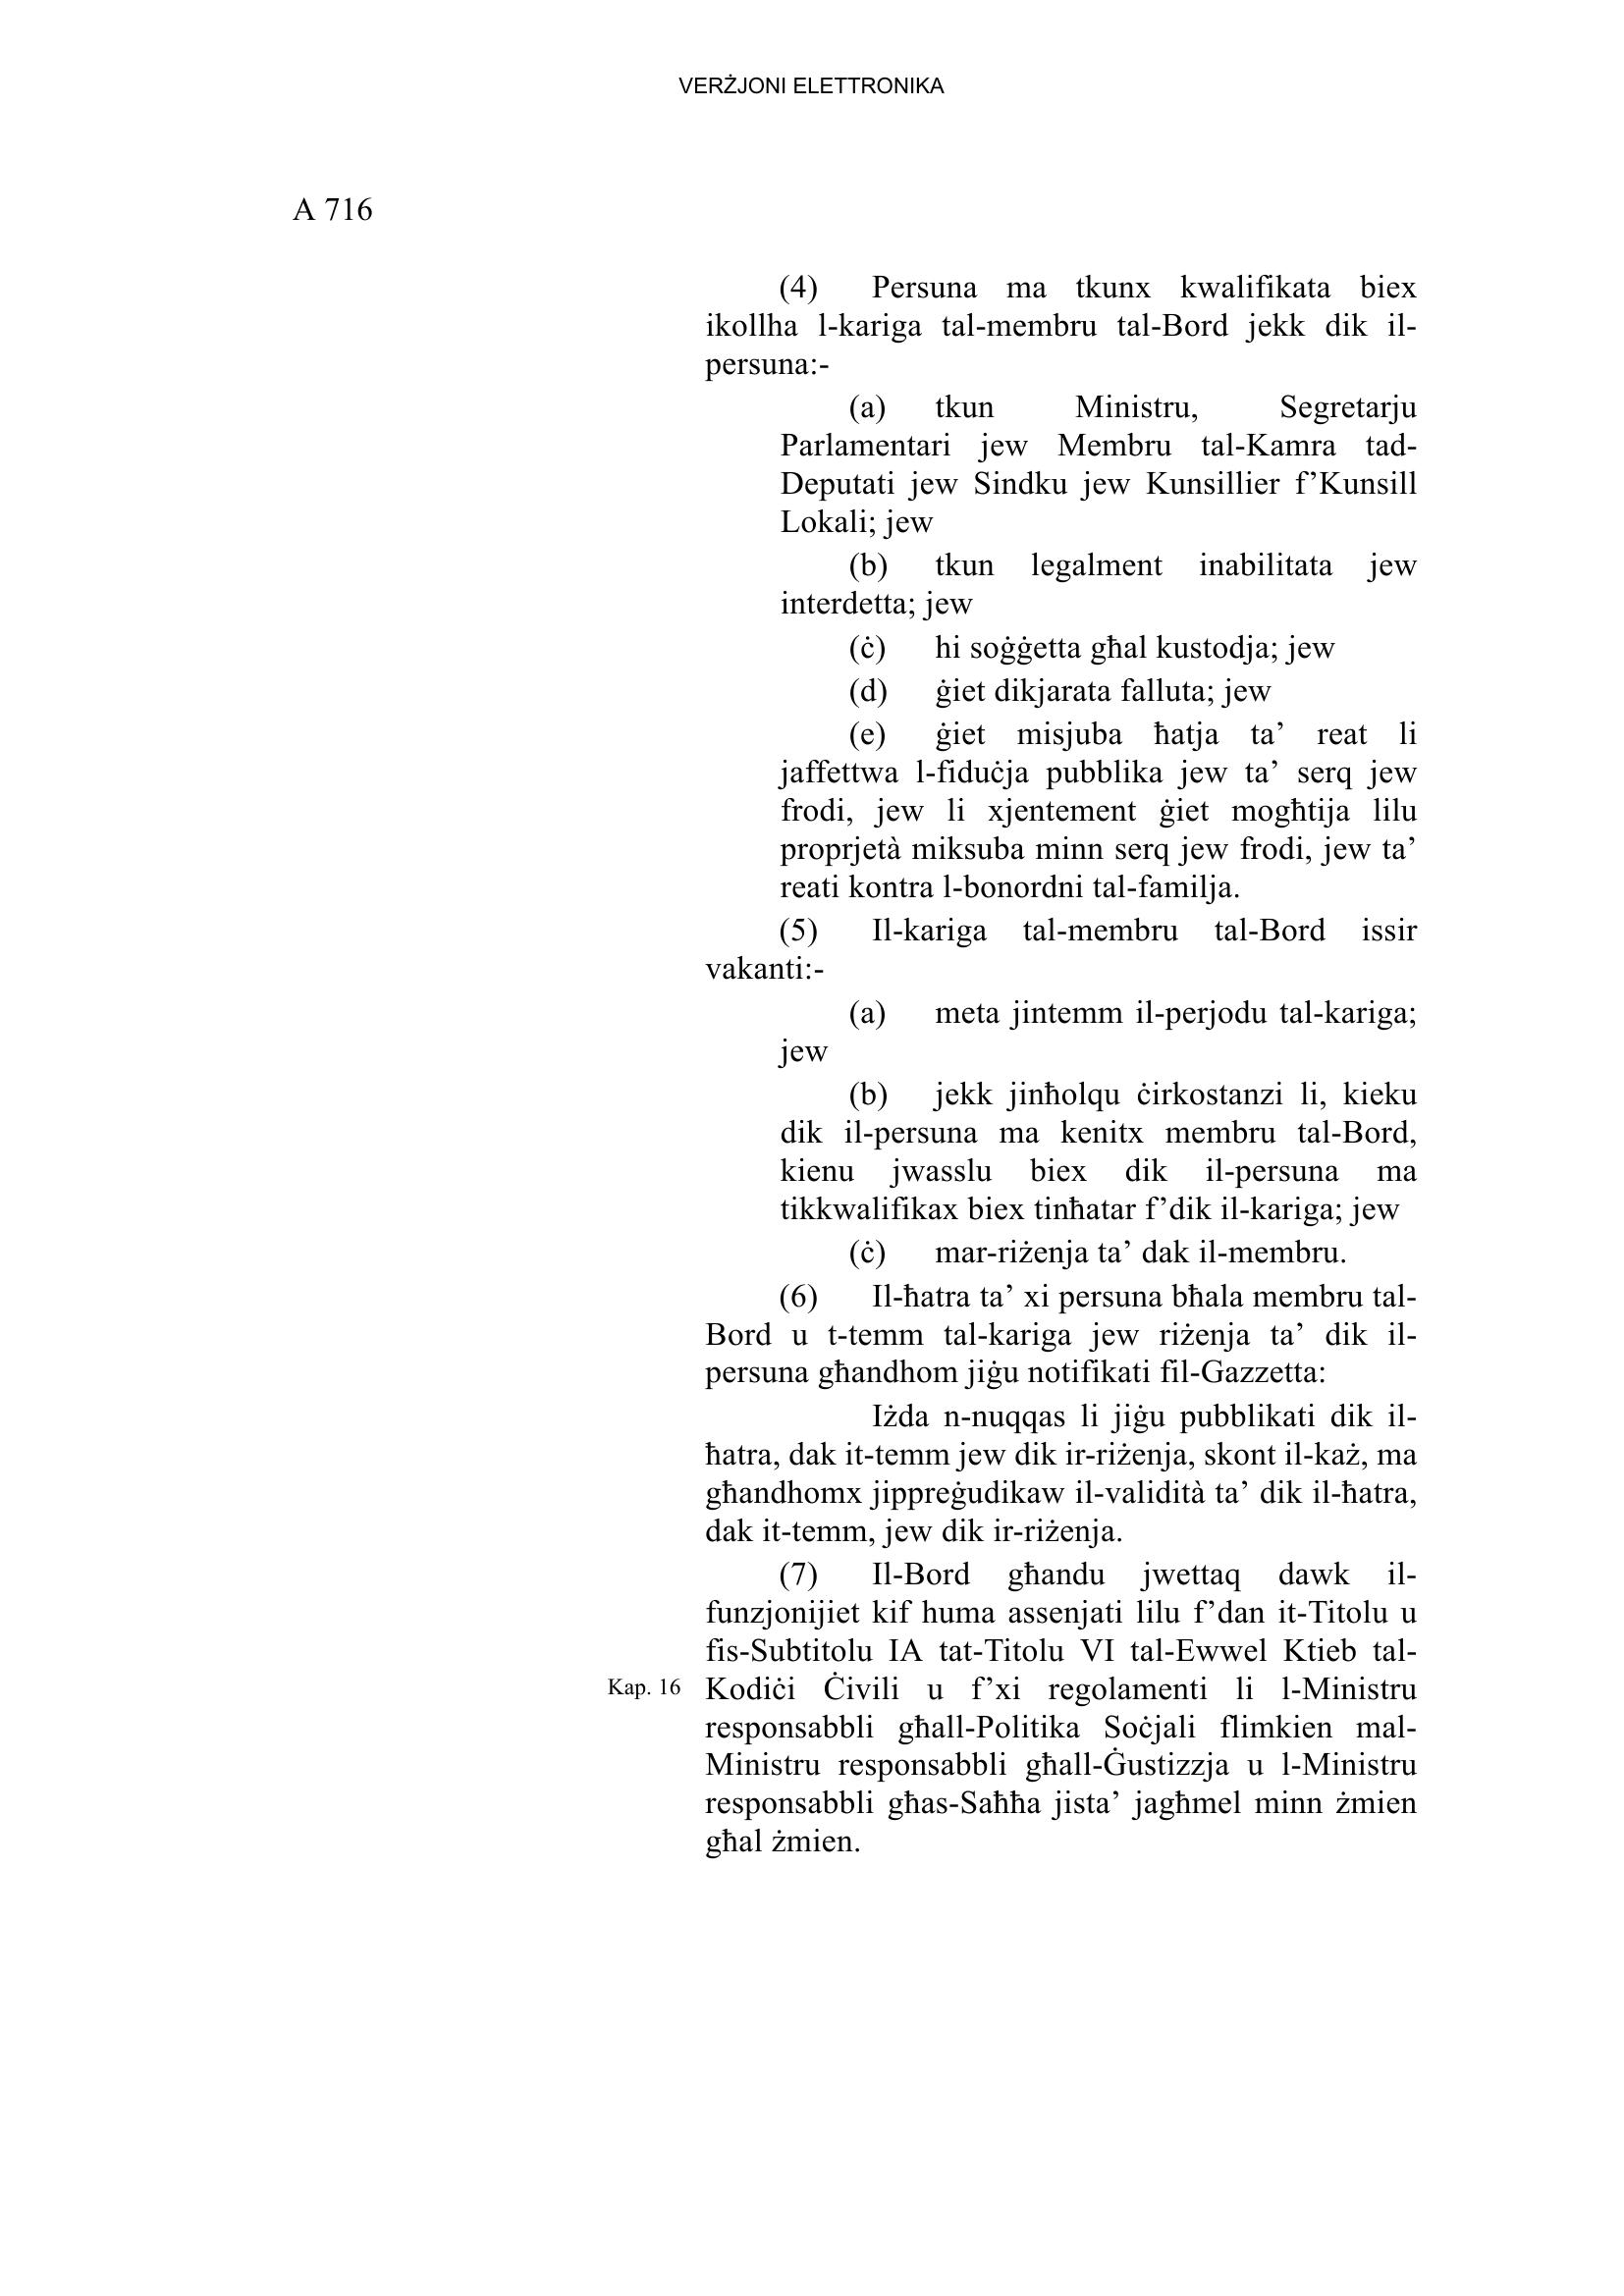 VERŻJONI ELETTRONIKA
A 716
(4) Persuna ma tkunx kwalifikata biex
ikollha l-kariga tal-membru tal-Bord jekk dik il-
persuna:-
(a) tkun Ministru, Segretarju
Parlamentari jew Membru tal-Kamra tad-
Deputati jew Sindku jew Kunsillier f’Kunsill
Lokali; jew
(b) tkun legalment inabilitata jew
interdetta; jew
(ċ) hi soġġetta għal kustodja; jew
(d) ġiet dikjarata falluta; jew
(e) ġiet misjuba ħatja ta’ reat li
jaffettwa l-fiduċja pubblika jew ta’ serq jew
frodi, jew li xjentement ġiet mogħtija lilu
proprjetà miksuba minn serq jew frodi, jew ta’
reati kontra l-bonordni tal-familja.
(5) Il-kariga tal-membru tal-Bord issir
vakanti:-
(a) meta jintemm il-perjodu tal-kariga;
jew
(b) jekk jinħolqu ċirkostanzi li, kieku
dik il-persuna ma kenitx membru tal-Bord,
kienu jwasslu biex dik il-persuna ma
tikkwalifikax biex tinħatar f’dik il-kariga; jew
(ċ) mar-riżenja ta’ dak il-membru.
(6) Il-ħatra ta’ xi persuna bħala membru tal-
Bord u t-temm tal-kariga jew riżenja ta’ dik il-
persuna għandhom jiġu notifikati fil-Gazzetta:
Iżda n-nuqqas li jiġu pubblikati dik il-
ħatra, dak it-temm jew dik ir-riżenja, skont il-każ, ma
għandhomx jippreġudikaw il-validità ta’ dik il-ħatra,
dak it-temm, jew dik ir-riżenja.
(7) Il-Bord għandu jwettaq dawk il-
funzjonijiet kif huma assenjati lilu f’dan it-Titolu u
fis-Subtitolu IA tat-Titolu VI tal-Ewwel Ktieb tal-
Kap. 16 Kodiċi Ċivili u f’xi regolamenti li l-Ministru
responsabbli għall-Politika Soċjali flimkien mal-
Ministru responsabbli għall-Ġustizzja u l-Ministru
responsabbli għas-Saħħa jista’ jagħmel minn żmien
għal żmien.